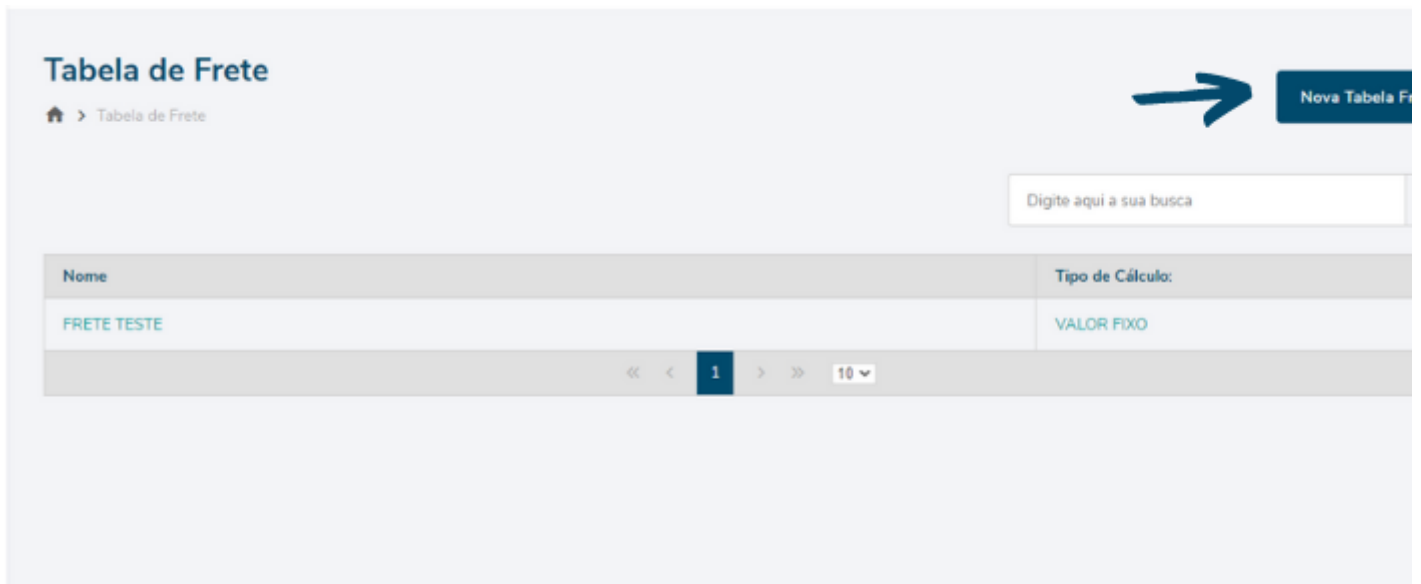 Tabela de Frete
Nova Tabela Fr
> Tabela de Frete
Digite aqui a sua busca
Nome Tipo de Cálculo:
FRETE TESTE VALOR FIXO
« < 1 > » 10